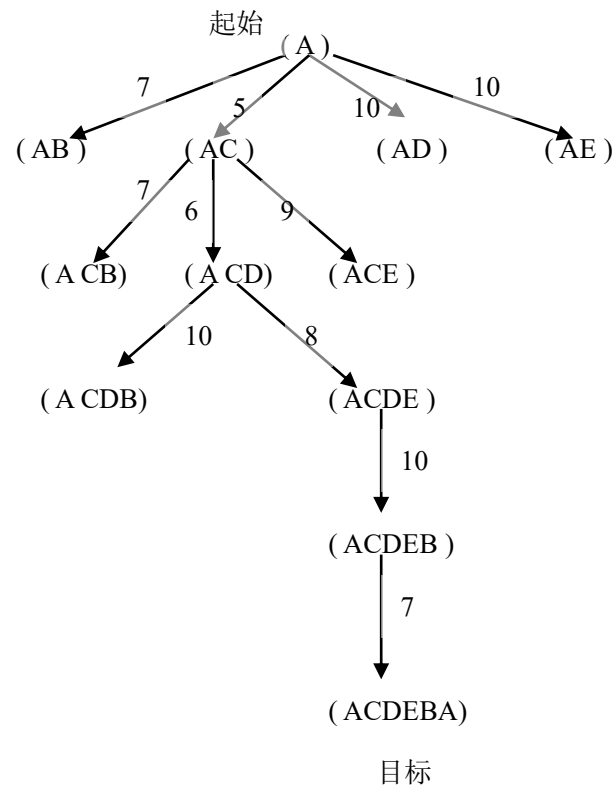 起始
( A )
7 5 10 10
( AB ) ( AC ) ( AD ) ( AE )
7 6 9
( A CB) ( A CD) ( ACE )
10 8
( A CDB) ( ACDE )
10
( ACDEB )
7
( ACDEBA)
目标